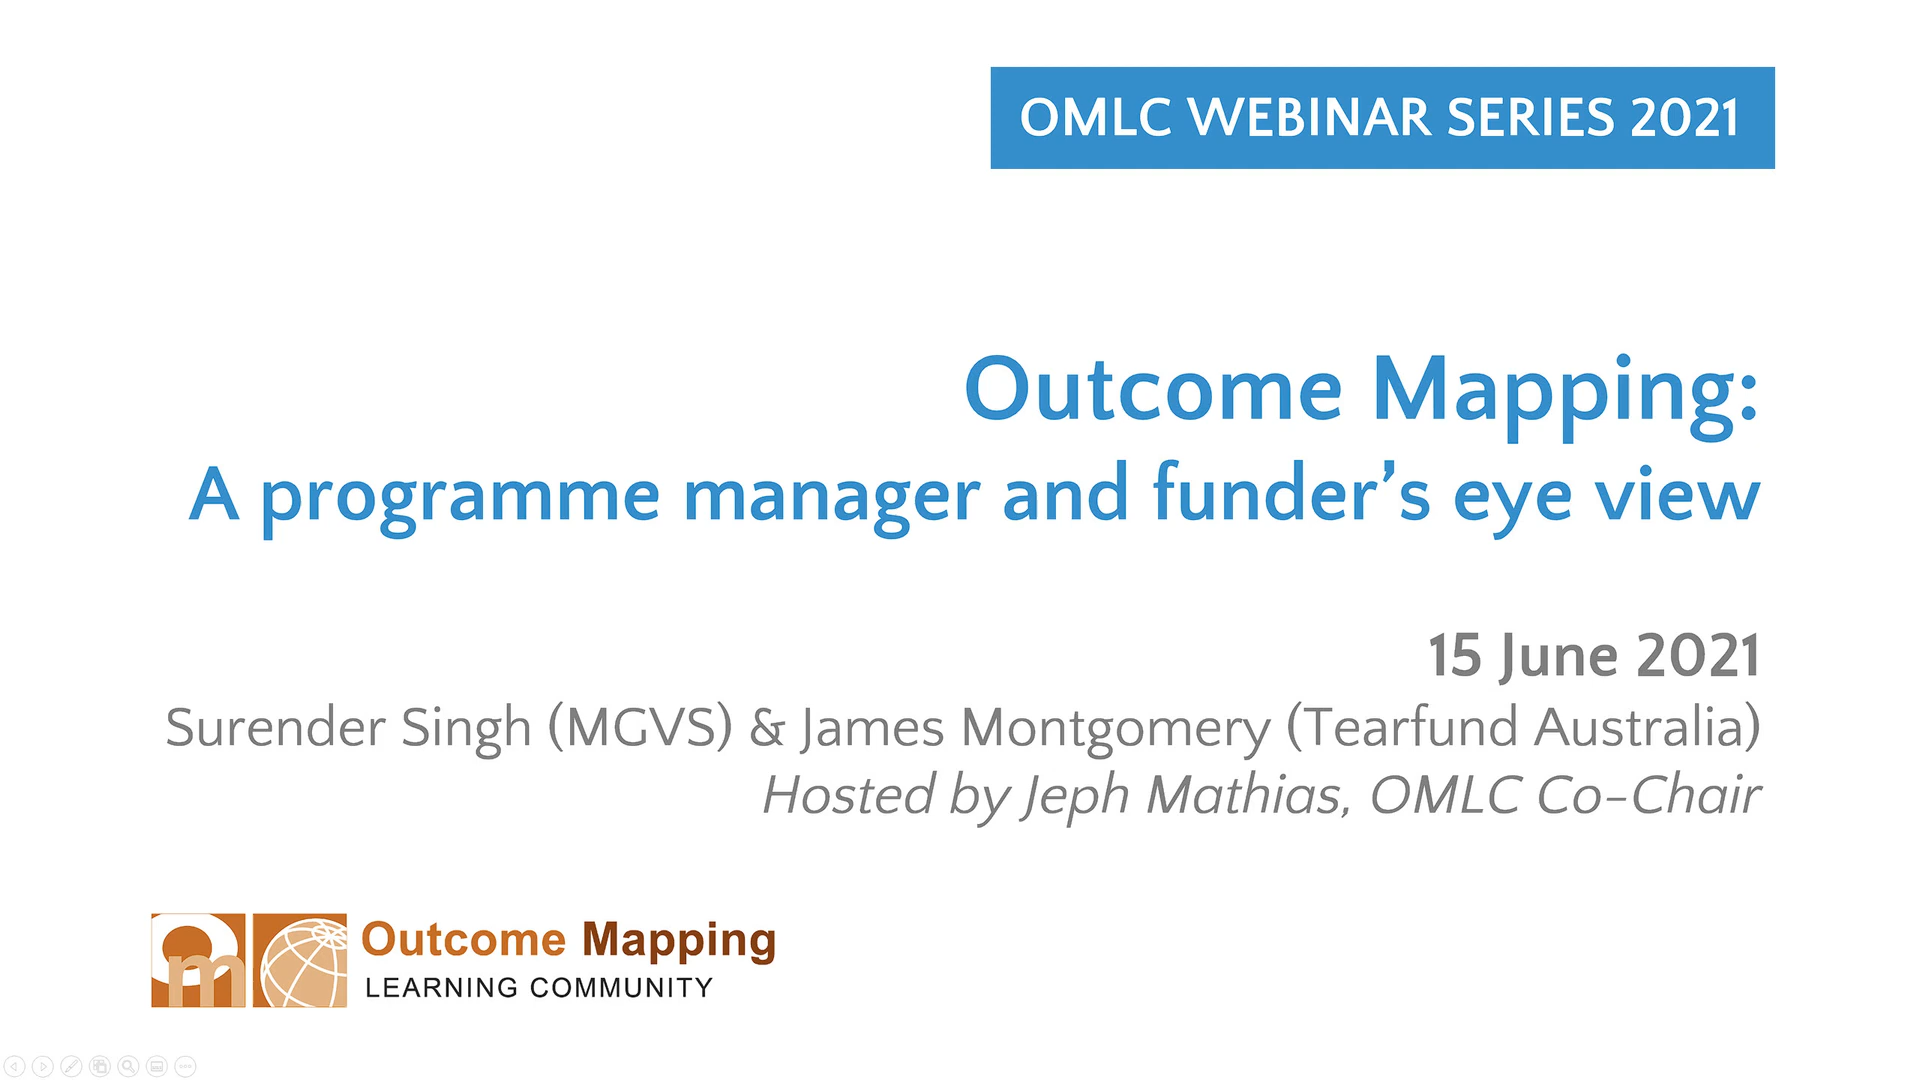 OMLC WEBINAR SERIES 2021
Outcome Mapping:
A programme manager and funder’s eye view
15 June 2021
Surender Singh (MGVS) & James Montgomery (Tearfund Australia)
Hosted by Jeph Mathias, OMLC Co-Chair
om
Outcome Mapping
LEARNING COMMUNITY